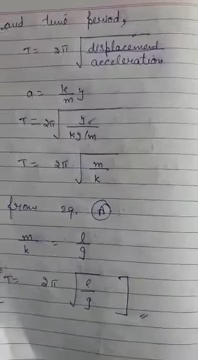 and time period,
T = 2π √(displacement / acceleration)
a = k/m y
T = 2π √(y / ky/m)
T = 2π √(m / k)
from eq. (A)
m/k = l/g
T = 2π √(l / g) ]